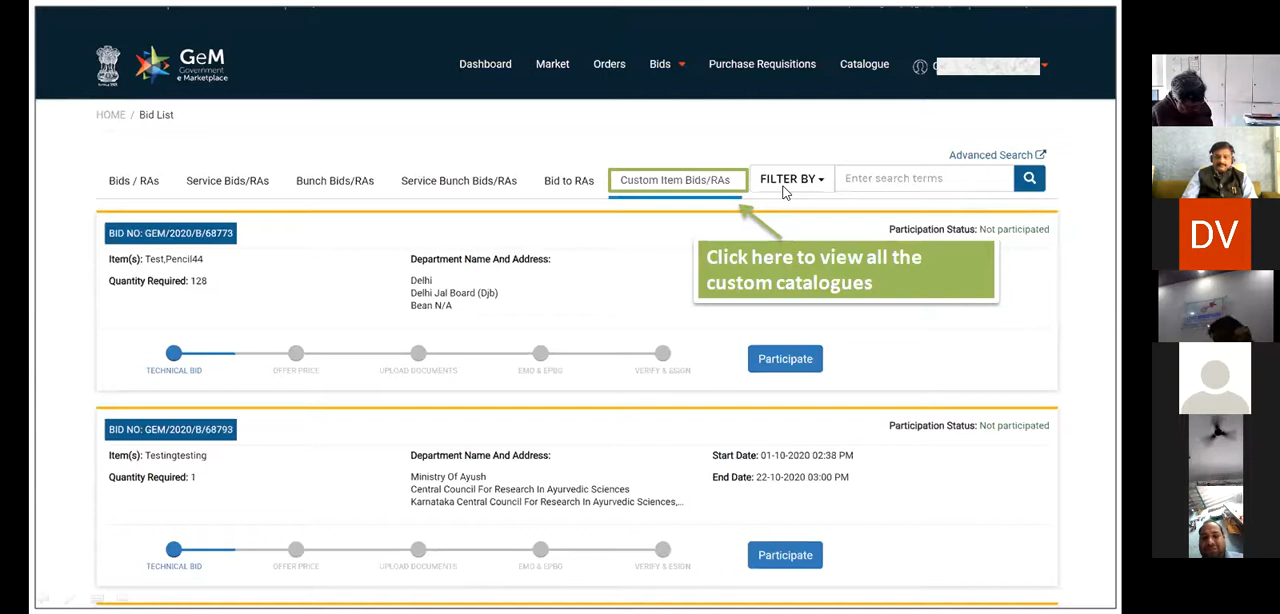 GeM
Government
e Marketplace
Dashboard
Market
Orders
Bids
Purchase Requisitions
Catalogue
HOME / Bid List
Advanced Search
Bids / RAs
Service Bids/RAs
Bunch Bids/RAs
Service Bunch Bids/RAs
Bid to RAs
Custom Item Bids/RAs
FILTER BY
Enter search terms
BID NO: GEM/2020/B/68773
Participation Status: Not participated
Item(s): Test,Pencil44
Quantity Required: 128
Department Name And Address:
Delhi
Delhi Jal Board (Djb)
Bean N/A
Click here to view all the
custom catalogues
TECHNICAL BID
OFFER PRICE
UPLOAD DOCUMENTS
EMD & EPBG
VERIFY & ESIGN
Participate
BID NO: GEM/2020/B/68793
Participation Status: Not participated
Item(s): Testingtesting
Quantity Required: 1
Department Name And Address:
Ministry Of Ayush
Central Council For Research In Ayurvedic Sciences
Karnataka Central Council For Research In Ayurvedic Sciences,...
Start Date: 01-10-2020 02:38 PM
End Date: 22-10-2020 03:00 PM
TECHNICAL BID
OFFER PRICE
UPLOAD DOCUMENTS
EMD & EPBG
VERIFY & ESIGN
Participate
DV